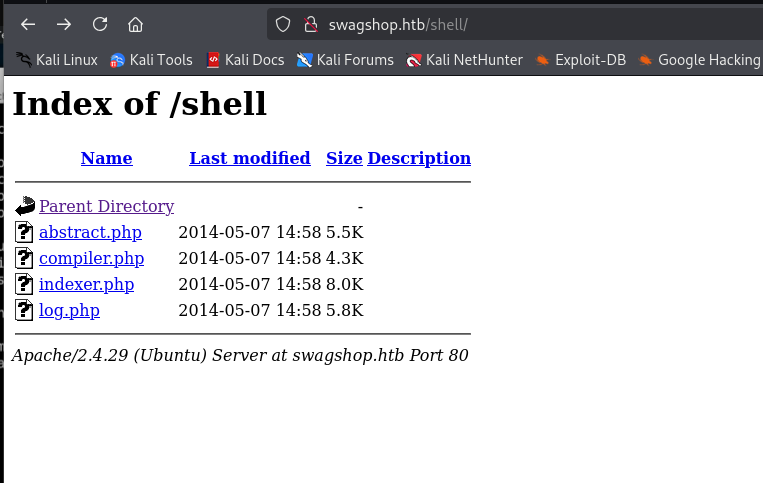 swagshop.htb/shell/
Kali Linux Kali Tools Kali Docs Kali Forums Kali NetHunter Exploit-DB Google Hacking
Index of /shell
Name Last modified Size Description
Parent Directory -
abstract.php 2014-05-07 14:58 5.5K
compiler.php 2014-05-07 14:58 4.3K
indexer.php 2014-05-07 14:58 8.0K
log.php 2014-05-07 14:58 5.8K
Apache/2.4.29 (Ubuntu) Server at swagshop.htb Port 80